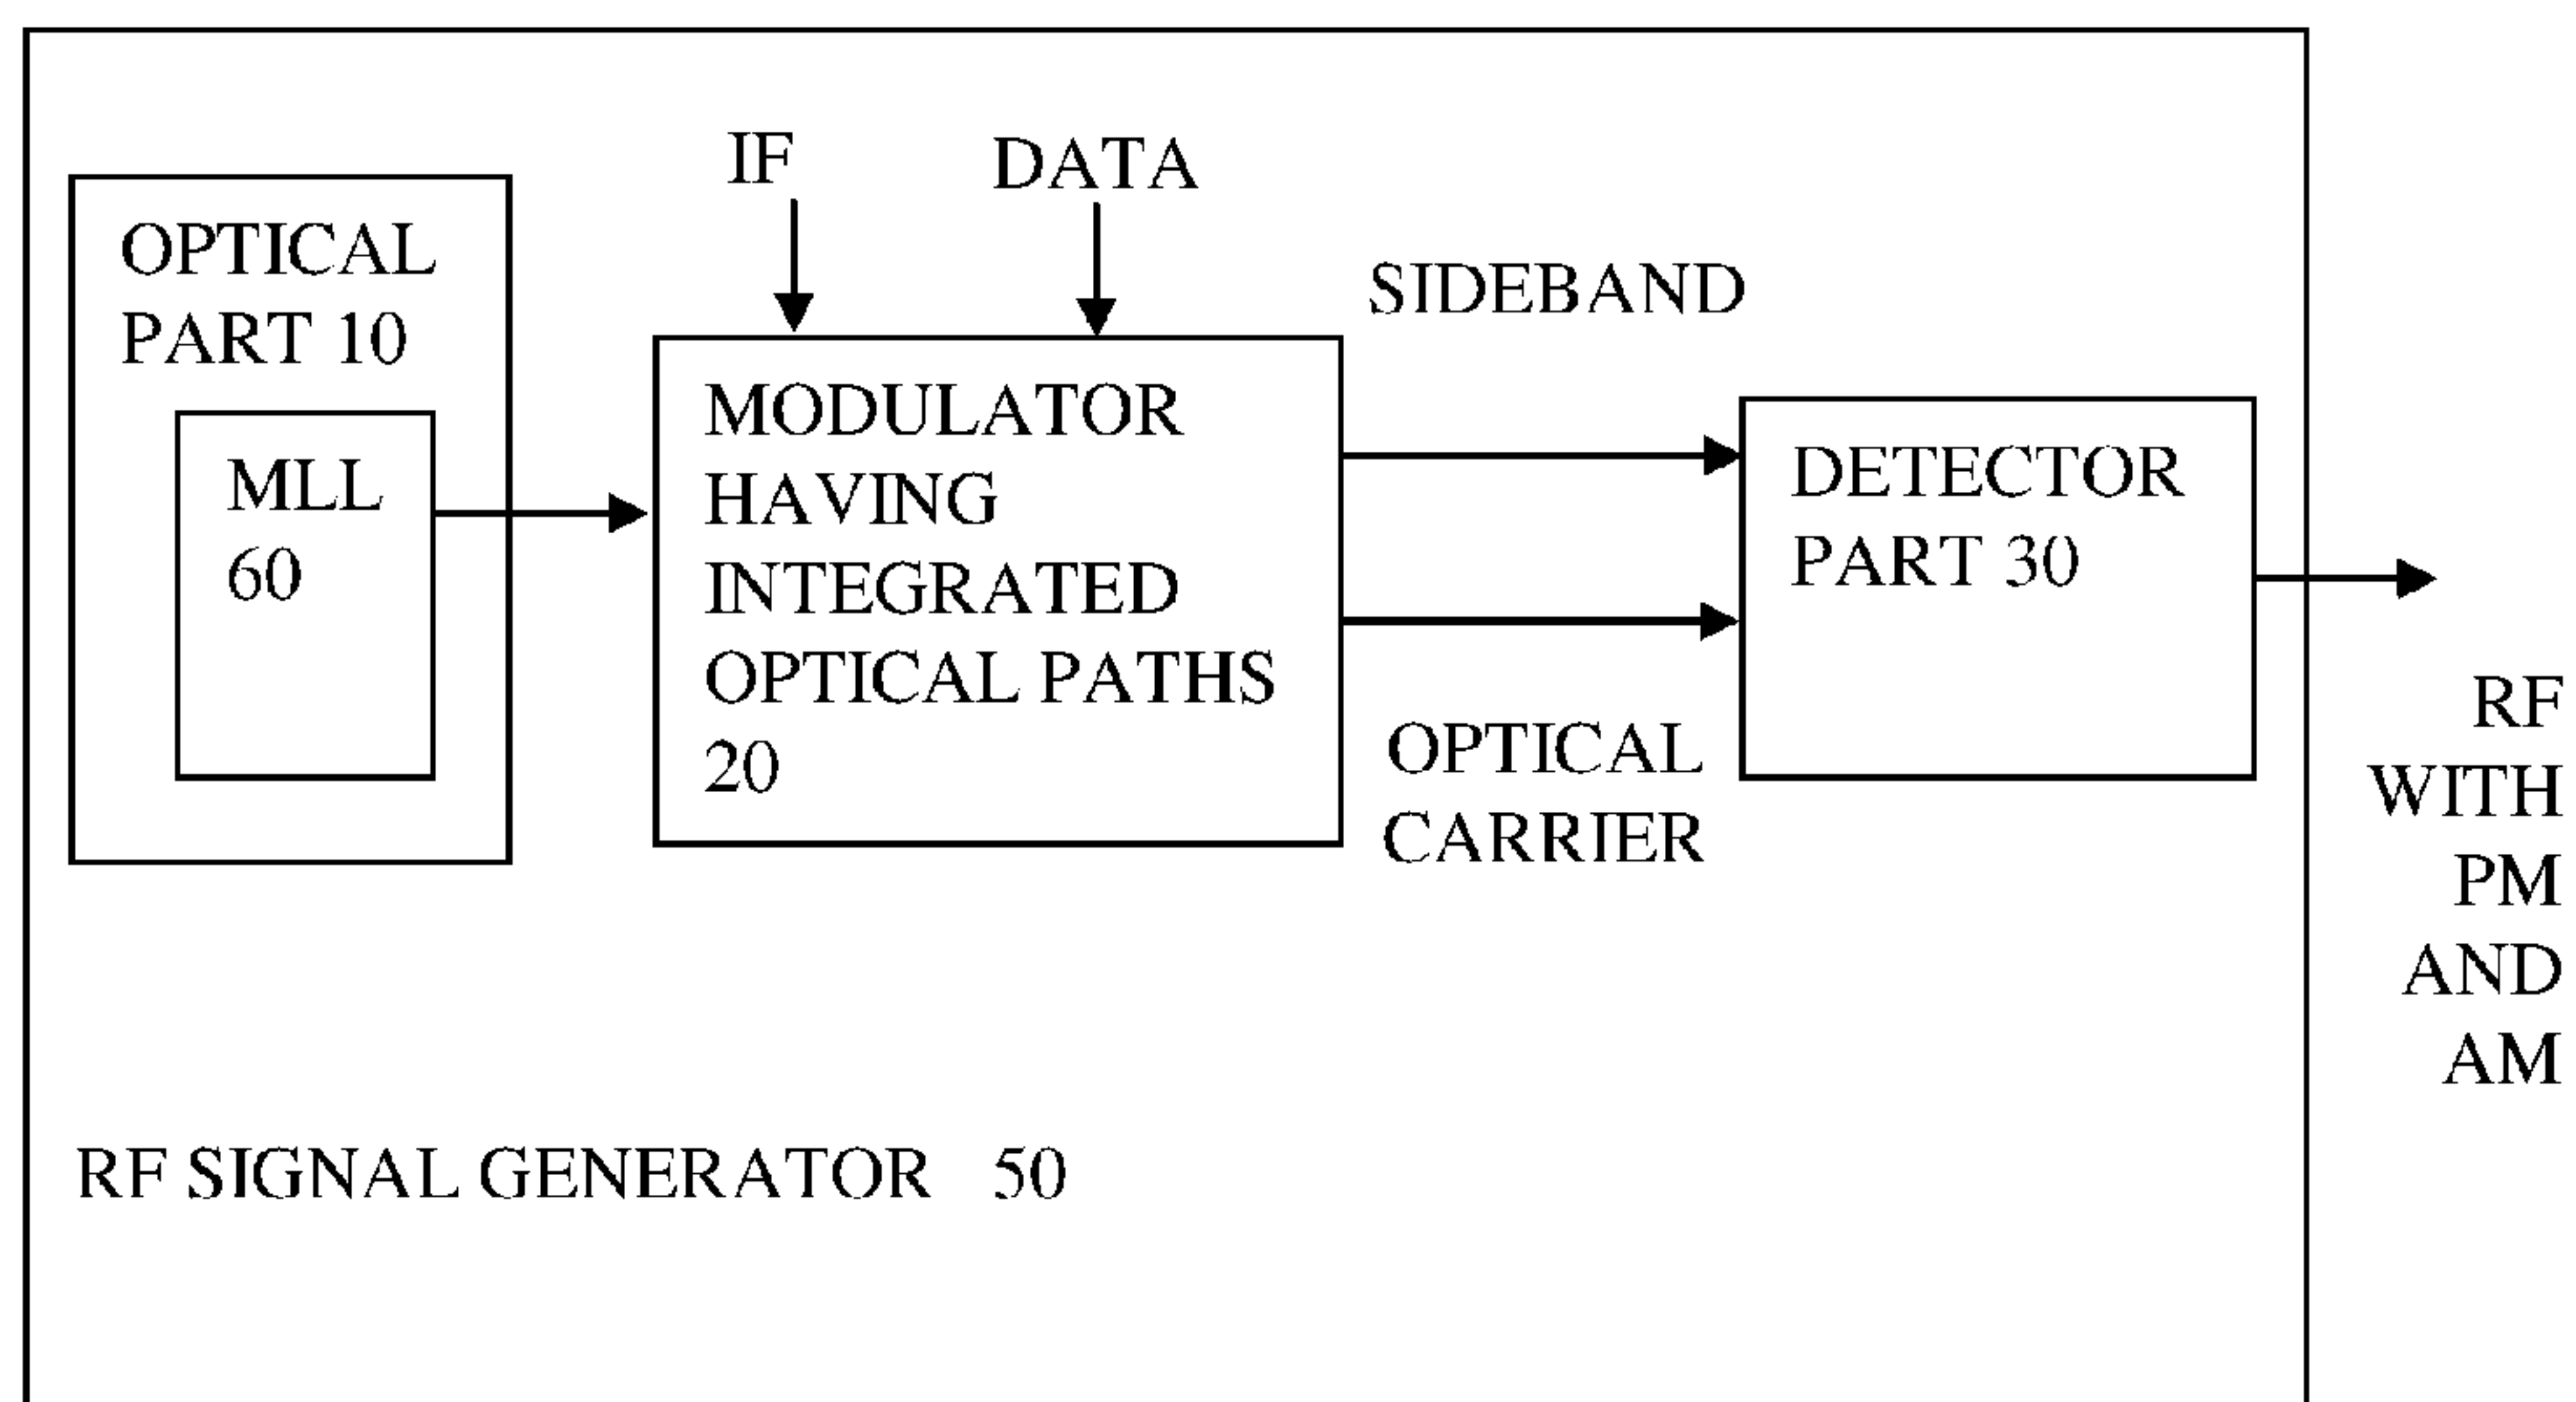 IF
DATA
OPTICAL
PART 10
MLL
60
MODULATOR
HAVING
INTEGRATED
OPTICAL PATHS
20
SIDEBAND
OPTICAL
CARRIER
DETECTOR
PART 30
RF
WITH
PM
AND
AM
RF SIGNAL GENERATOR 50